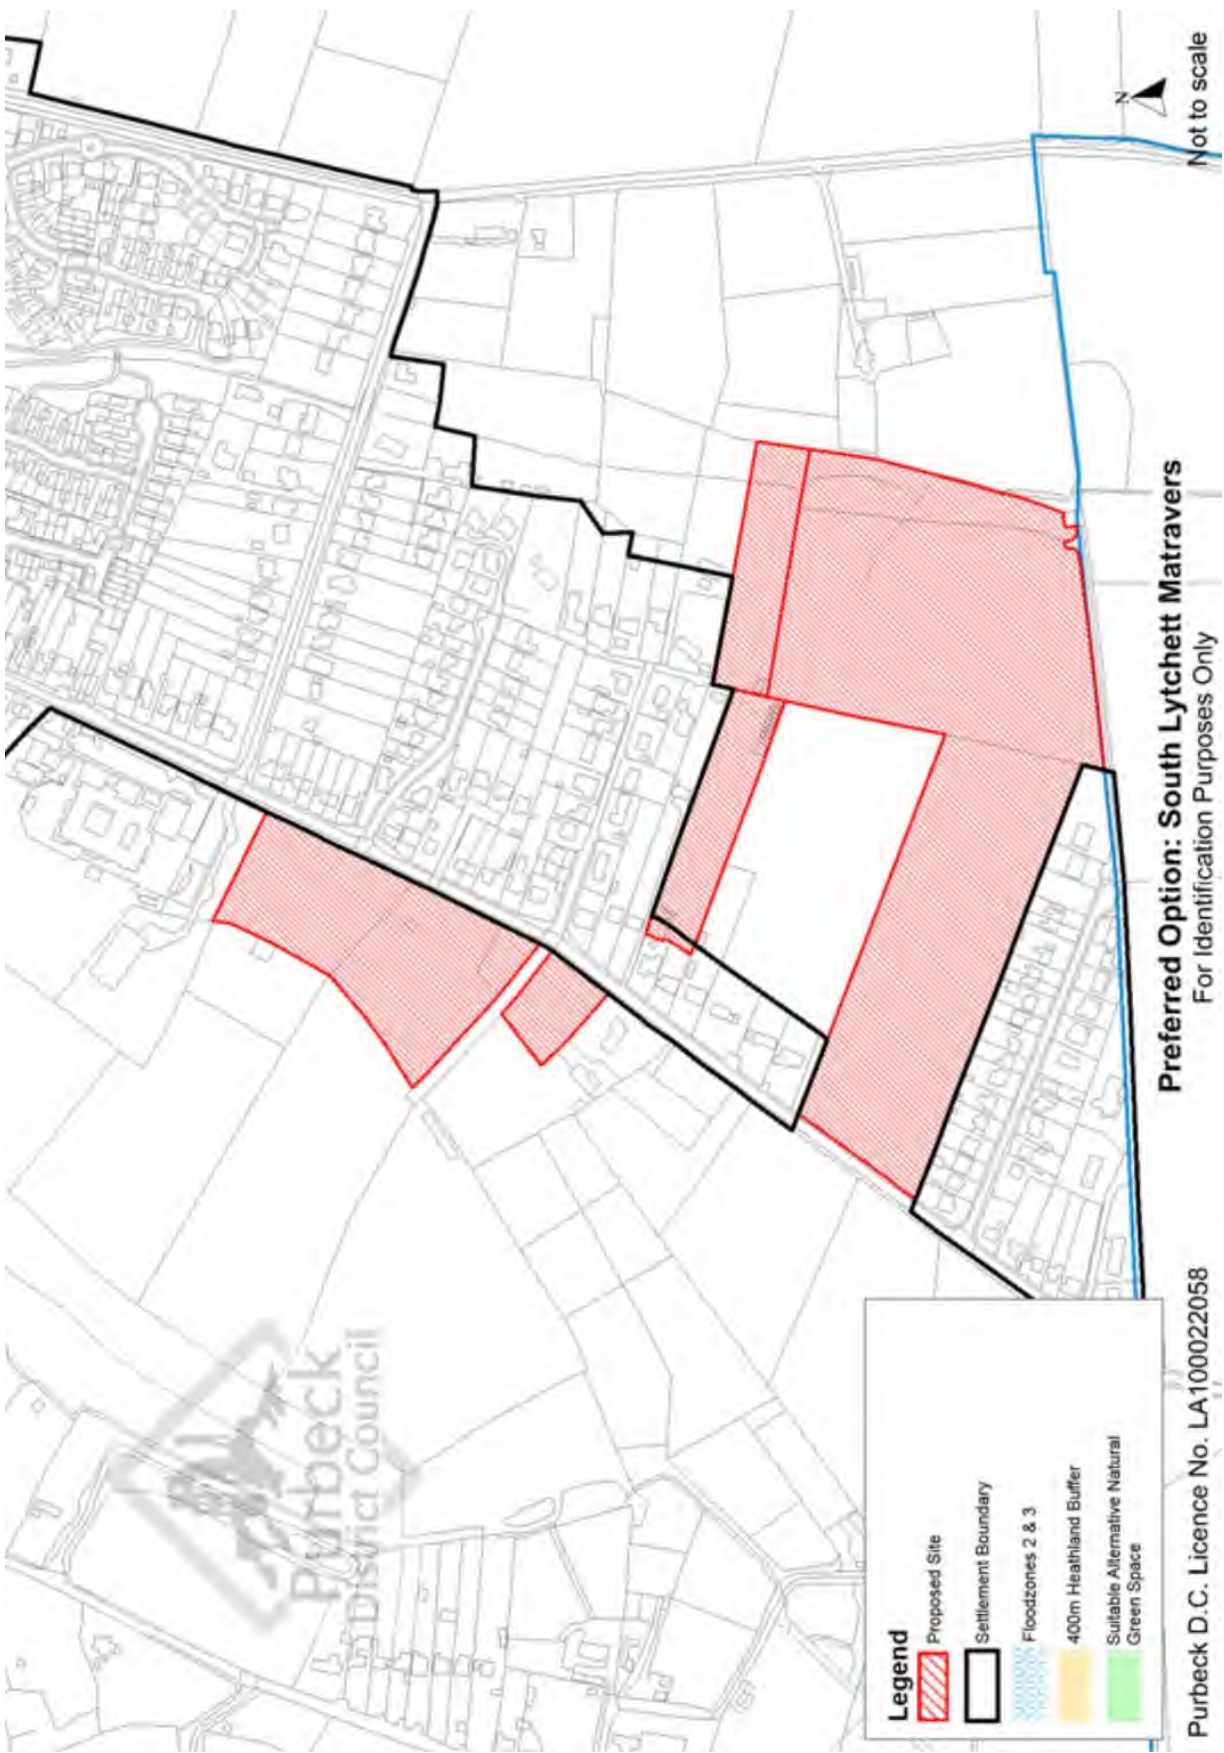 Purbeck
District Council
Legend
Proposed Site
Settlement Boundary
Floodzones 2 & 3
400m Heathland Buffer
Suitable Alternative Natural
Green Space
N
Not to scale
Preferred Option: South Lytchett Matravers
For Identification Purposes Only
Purbeck D.C. Licence No. LA100022058